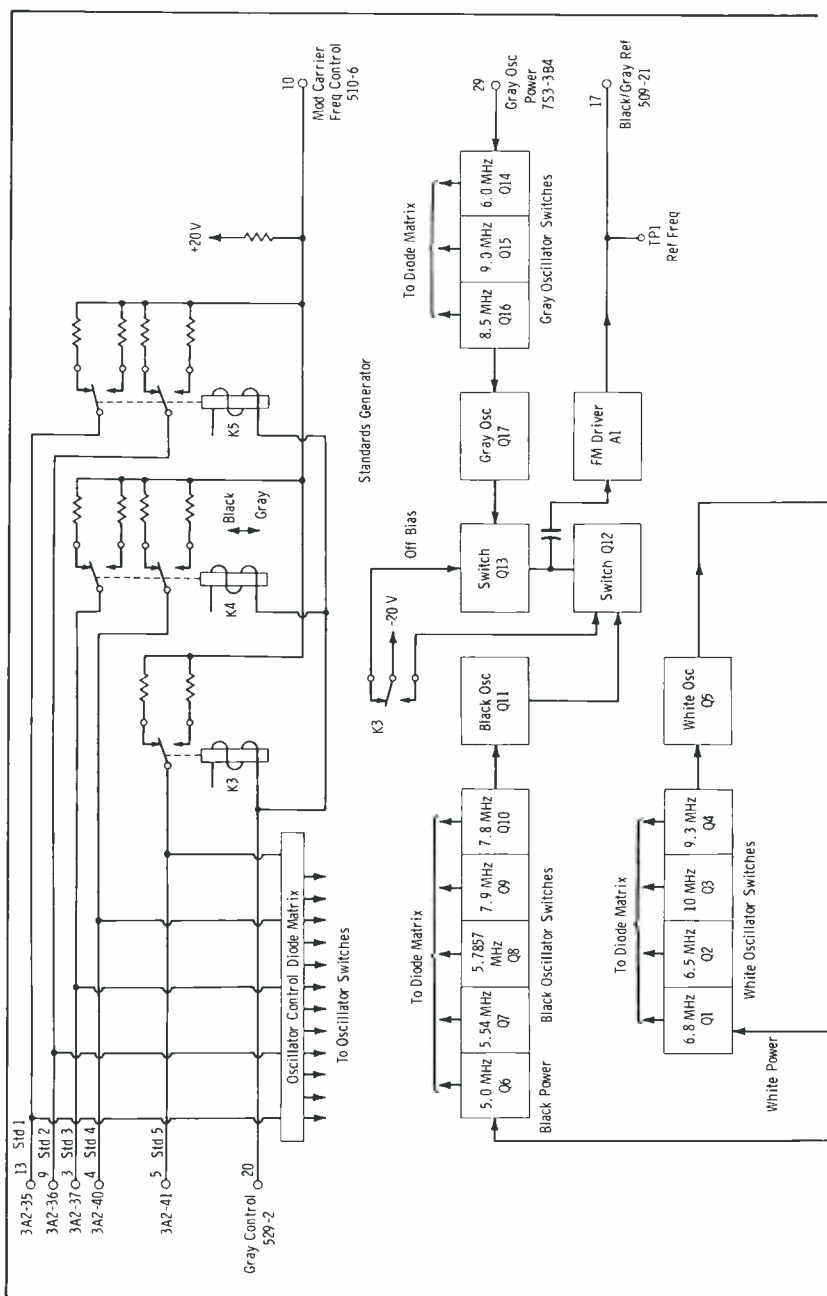 3A2-35 13 Std 1
3A2-36 9 Std 2
3A2-37 3 Std 3
3A2-40 4 Std 4
3A2-41 5 Std 5
Gray Control
529-2
20
Oscillator Control Diode Matrix
To Oscillator Switches
K3
K4
K5
Black
Gray
+20 V
10
Mod Carrier
Freq Control
510-6
Standards Generator
To Diode Matrix
5.0 MHz
Q6
5.54 MHz
Q7
5.7857
MHz
Q8
7.9 MHz
Q9
7.8 MHz
Q10
Black Power
Black Oscillator Switches
Black Osc
Q11
K3
-20 V
Off Bias
Switch
Q13
Switch Q12
Gray Osc
Q17
To Diode Matrix
8.5 MHz
Q16
9.0 MHz
Q15
6.0 MHz
Q14
Gray Oscillator Switches
29
Gray Osc
Power
7S3-3B4
FM Driver
A1
17
Black/Gray Ref
509-21
TP1
Ref Freq
To Diode Matrix
6.8 MHz
Q1
6.5 MHz
Q2
10 MHz
Q3
9.3 MHz
Q4
White Oscillator Switches
White Power
White Osc
Q5